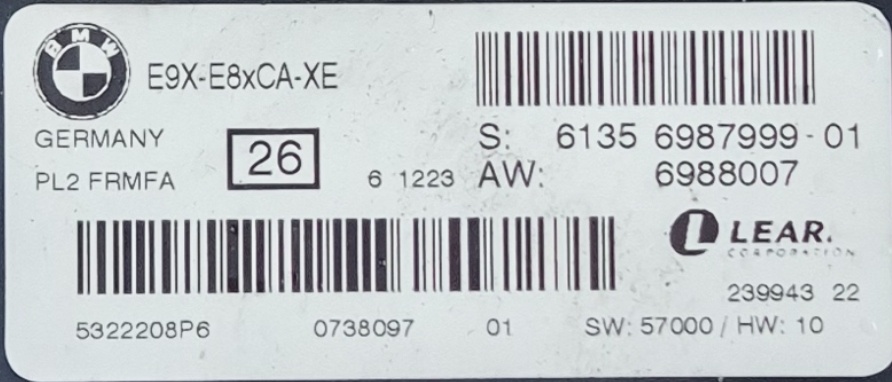 BMW
E9X-E8xCA-XE
GERMANY
PL2 FRMFA
26
6 1223
S: 6135 6987999-01
AW: 6988007
LEAR.
CORPORATION
239943 22
5322208P6 0738097 01 SW: 57000 / HW: 10